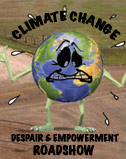 CLIMATE CHANGE
DESPAIR & EMPOWERMENT
ROADSHOW